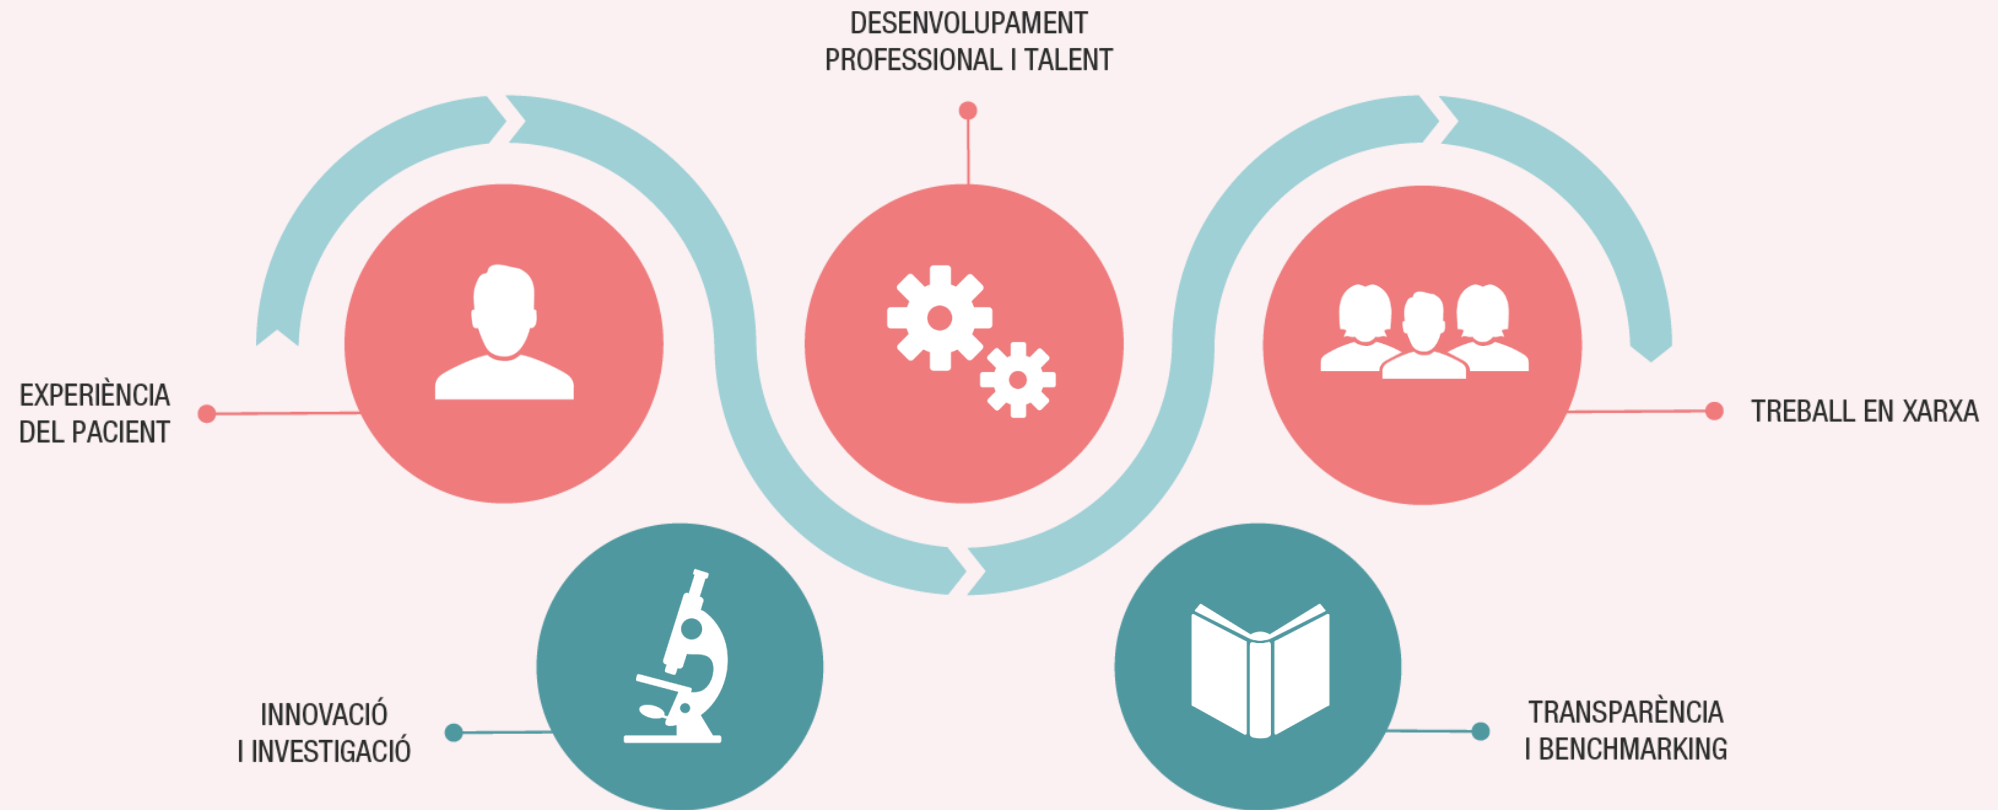 DESENVOLUPAMENT
PROFESSIONAL I TALENT
EXPERIÈNCIA
DEL PACIENT
TREBALL EN XARXA
INNOVACIÓ
I INVESTIGACIÓ
TRANSPARÈNCIA
I BENCHMARKING